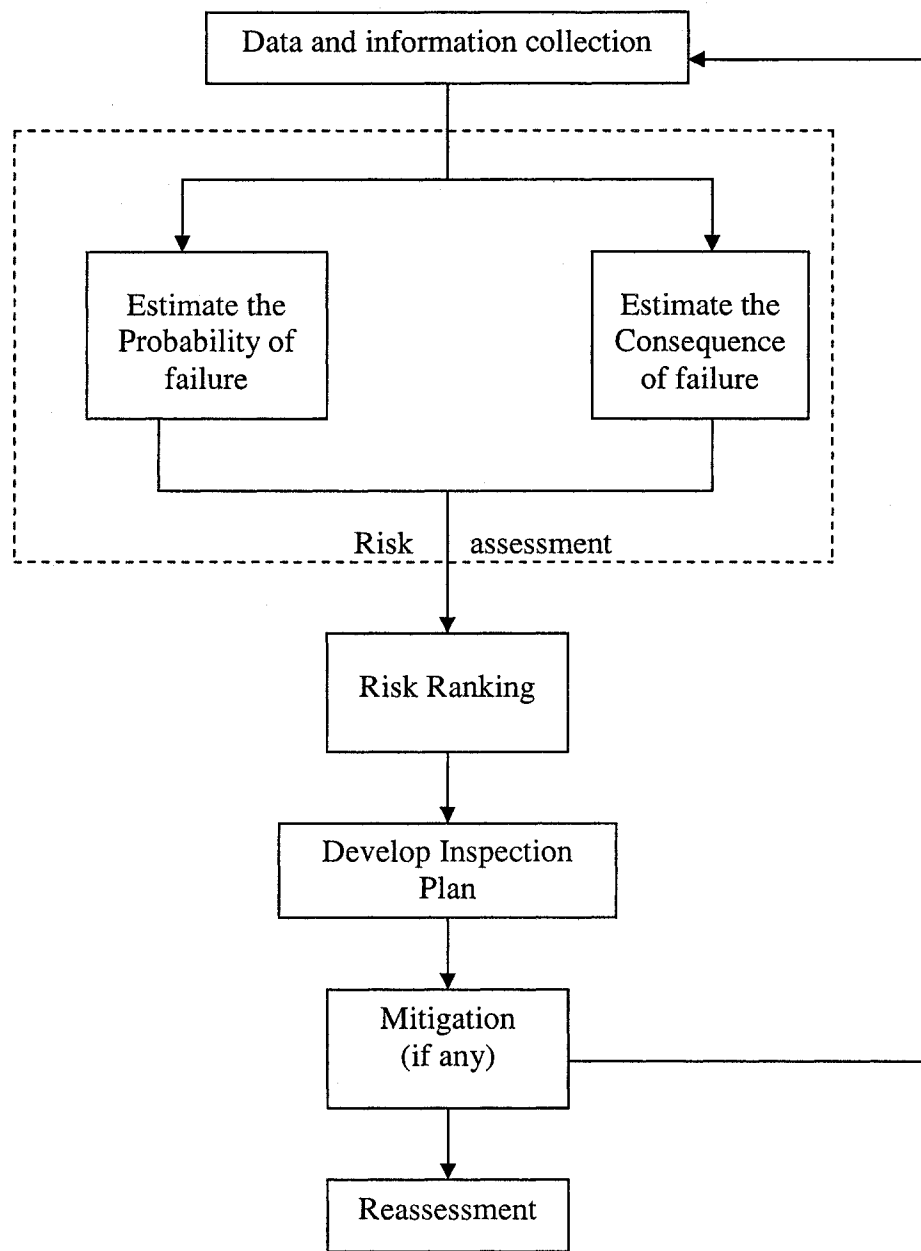 Data and information collection
Estimate the
Probability of
failure
Estimate the
Consequence
of failure
Risk assessment
Risk Ranking
Develop Inspection
Plan
Mitigation
(if any)
Reassessment